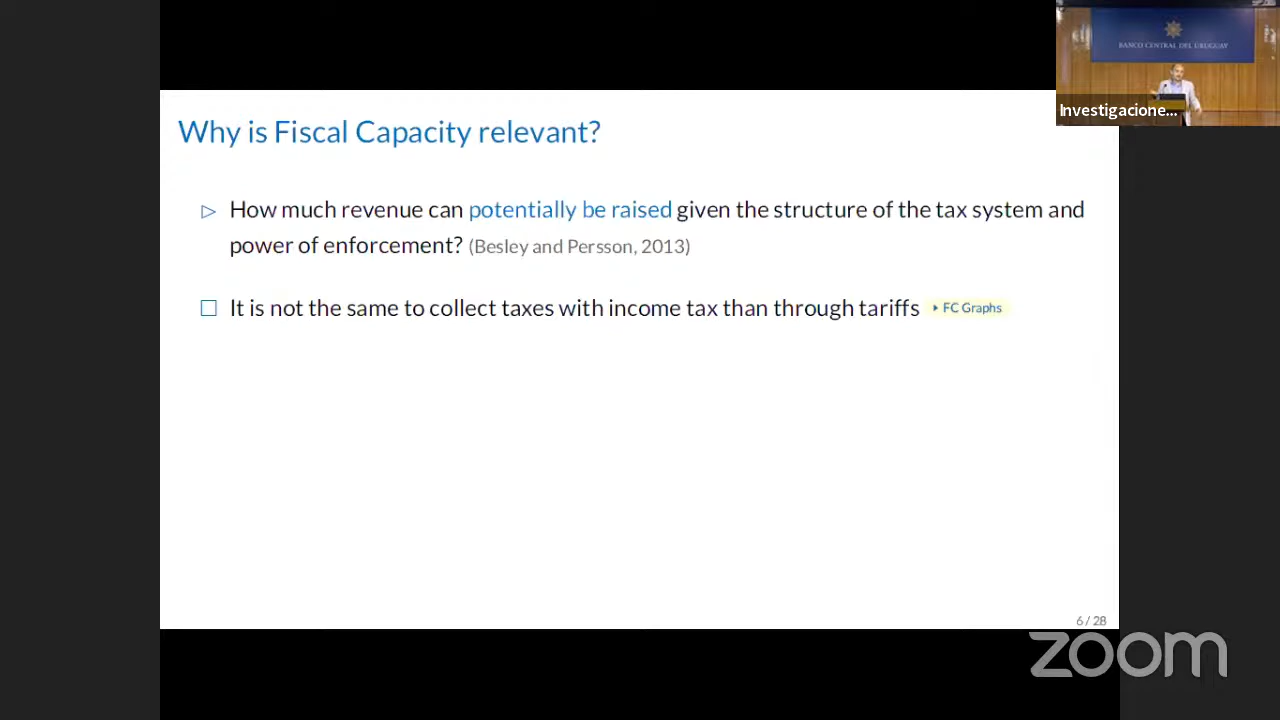 BANCO CENTRAL DEL URUGUAY
Investigacione...
Why is Fiscal Capacity relevant?
How much revenue can potentially be raised given the structure of the tax system and
power of enforcement? (Besley and Persson, 2013)
It is not the same to collect taxes with income tax than through tariffs FC Graphs
6 / 28
zoom